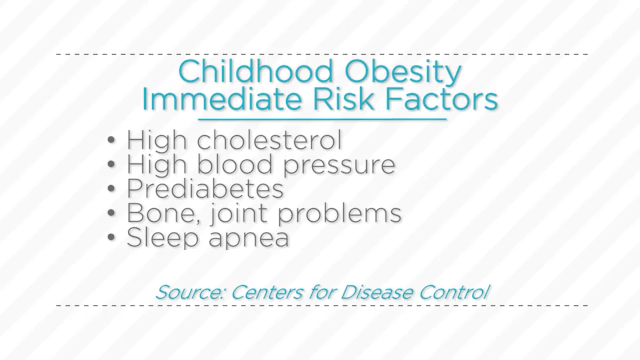 Childhood Obesity
Immediate Risk Factors
• High cholesterol
• High blood pressure
• Prediabetes
• Bone, joint problems
• Sleep apnea
Source: Centers for Disease Control